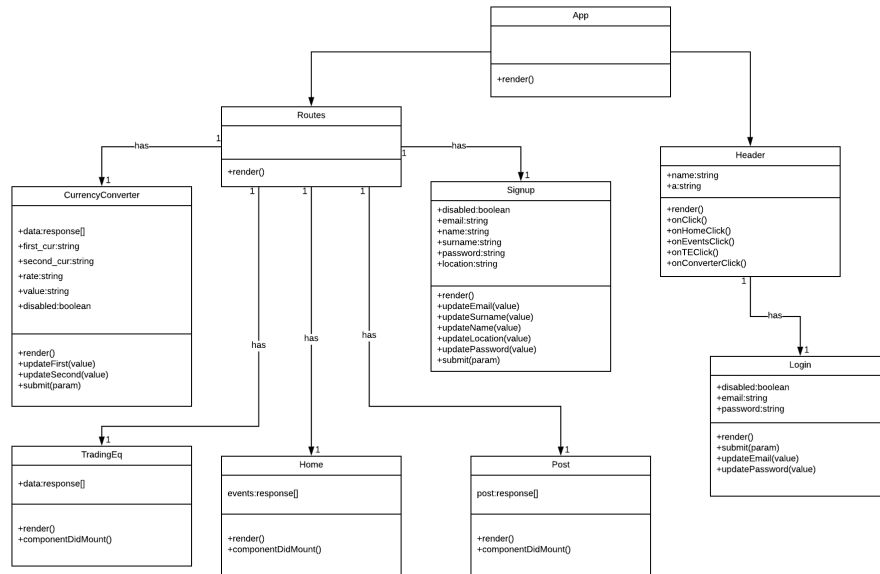 App
+render()
Routes
+render()
1
has
1
1
has
1
Header
+name:string
+a:string
+render()
+onClick()
+onHomeClick()
+onEventsClick()
+onTEClick()
+onConverterClick()
CurrencyConverter
+data:response[]
+first_cur:string
+second_cur:string
+rate:string
+value:string
+disabled:boolean
+render()
+updateFirst(value)
+updateSecond(value)
+submit(param)
1
1
1
Signup
+disabled:boolean
+email:string
+name:string
+surname:string
+password:string
+location:string
+render()
+updateEmail(value)
+updateSurname(value)
+updateName(value)
+updateLocation(value)
+updatePassword(value)
+submit(param)
1
has
1
has
has
has
Login
+disabled:boolean
+email:string
+password:string
+render()
+submit(param)
+updateEmail(value)
+updatePassword(value)
1
TradingEq
+data:response[]
+render()
+componentDidMount()
1
Home
events:response[]
+render()
+componentDidMount()
1
Post
post:response[]
+render()
+componentDidMount()